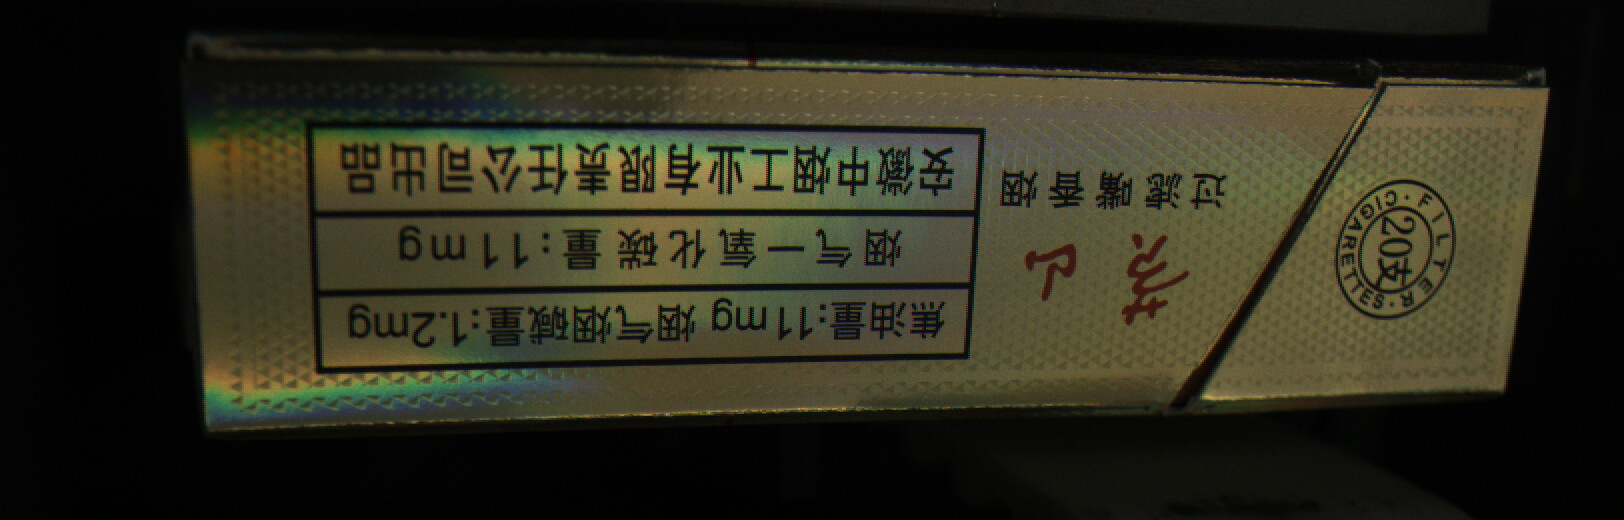 FILTER·CIGARETTES·
20支
黄山
过滤嘴香烟
焦油量:11mg 烟气烟碱量:1.2mg
烟气一氧化碳量:11mg
安徽中烟工业有限责任公司出品